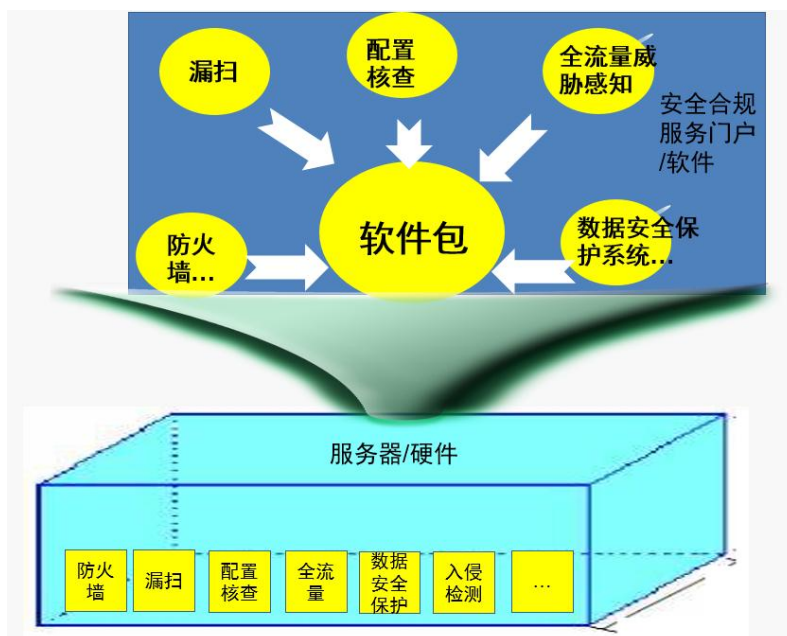 漏扫
配置
核查
全流量威
胁感知
安全合规
服务门户
/软件
软件包
防火
墙...
数据安全保
护系统...
服务器/硬件
防火
墙
漏扫
配置
核查
全流
量
数据
安全
保护
入侵
检测
...